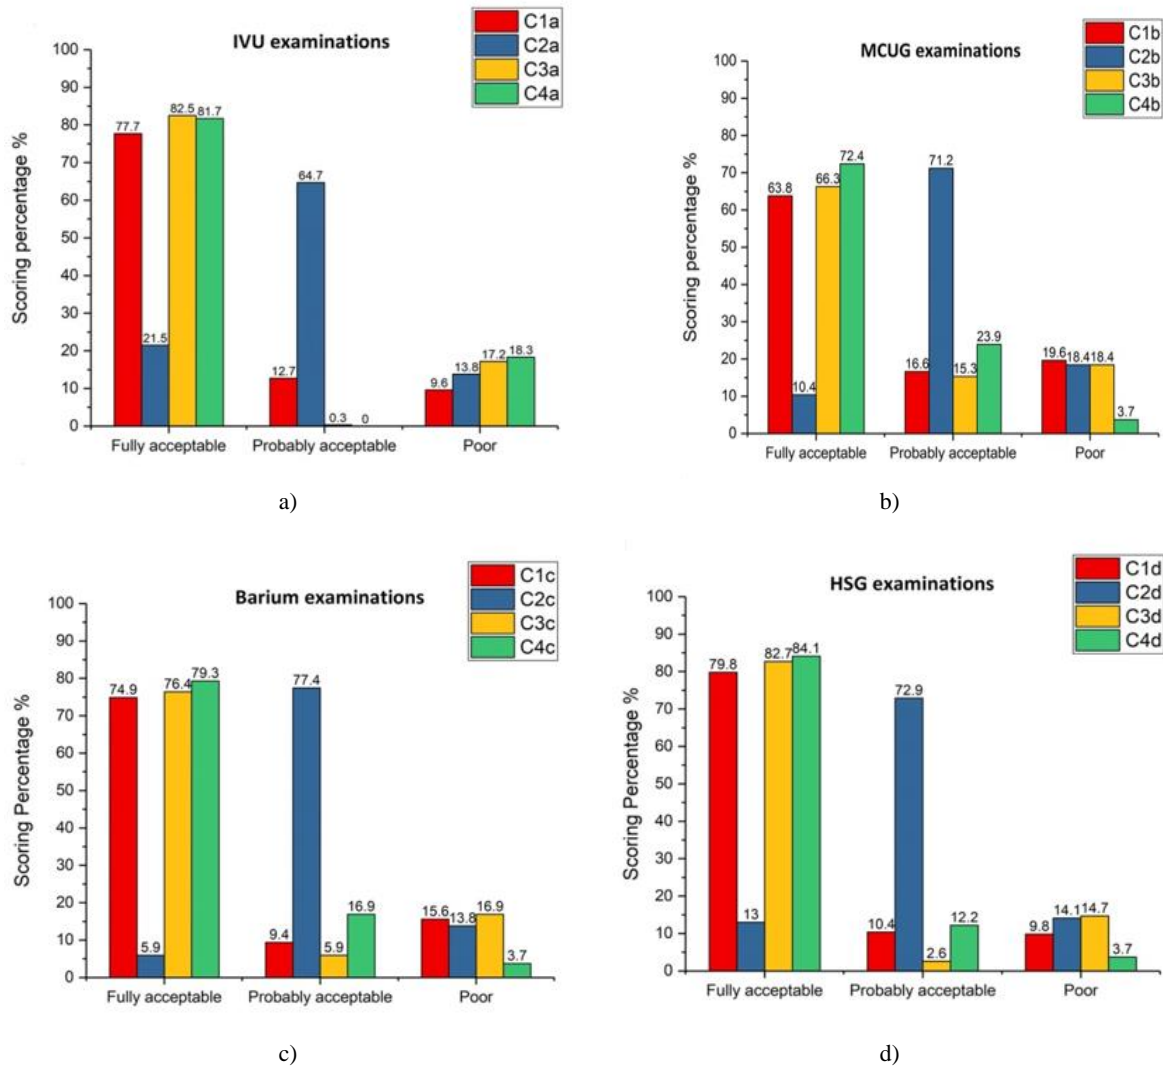 IVU examinations
C1a
C2a
C3a
C4a
Scoring percentage %
100
90
80
70
60
50
40
30
20
10
0
77.7
21.5
82.5
81.7
12.7
64.7
0.3
0
9.6
13.8
17.2
18.3
Fully acceptable
Probably acceptable
Poor
a)
MCUG examinations
C1b
C2b
C3b
C4b
Scoring percentage %
100
90
80
70
60
50
40
30
20
10
0
63.8
10.4
66.3
72.4
16.6
71.2
15.3
23.9
19.6
18.4
18.4
3.7
Fully acceptable
Probably acceptable
Poor
b)
Barium examinations
C1c
C2c
C3c
C4c
Scoring Percentage %
100
90
80
70
60
50
40
30
20
10
0
74.9
5.9
76.4
79.3
9.4
77.4
5.9
16.9
15.6
13.8
16.9
3.7
Fully acceptable
Probably acceptable
Poor
c)
HSG examinations
C1d
C2d
C3d
C4d
Scoring Percentage %
100
90
80
70
60
50
40
30
20
10
0
79.8
13
82.7
84.1
10.4
72.9
2.6
12.2
9.8
14.1
14.7
3.7
Fully acceptable
Probably acceptable
Poor
d)